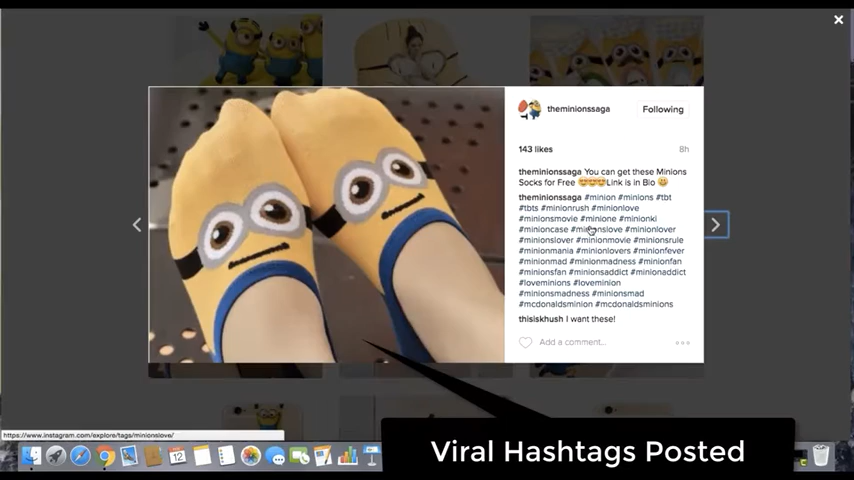 theminionssaga
Following
143 likes
8h
theminionssaga You can get these Minions
Socks for Free 😍😍😍Link is in Bio 😀
theminionssaga #minion #minions #tbt
#tbts #minionrush #minionlove
#minionsmovie #minione #minionki
#minioncase #minionslove #minionlover
#minionslover #minionmovie #minionsrule
#minionmania #minionlovers #minionfever
#minionmad #minionmadness #minionfan
#minionsfan #minionsaddict #minionaddict
#loveminions #loveminion
#minionsmadness #minionsmad
#mcdonaldsminion #mcdonaldsminions
thisiskhush I want these!
Add a comment...
https://www.instagram.com/explore/tags/minionslove/
12
Viral Hashtags Posted